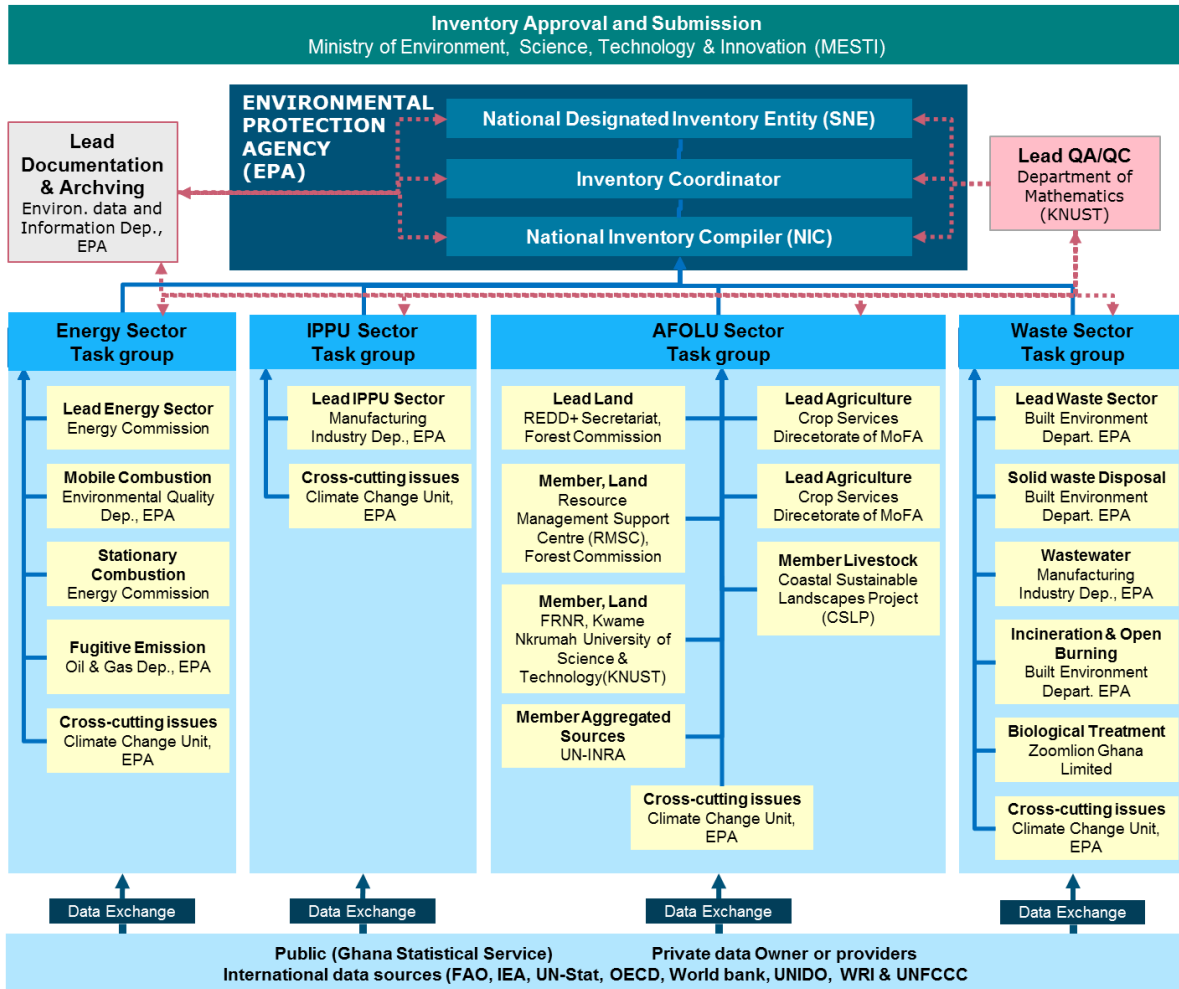 Inventory Approval and Submission
Ministry of Environment, Science, Technology & Innovation (MESTI)
ENVIRONMENTAL
PROTECTION
AGENCY
(EPA)
National Designated Inventory Entity (SNE)
Inventory Coordinator
National Inventory Compiler (NIC)
Lead
Documentation
& Archving
Environ. data and
Information Dep.,
EPA
Lead QA/QC
Department of
Mathematics
(KNUST)
Energy Sector
Task group
Lead Energy Sector
Energy Commission
Mobile Combustion
Environmental Quality
Dep., EPA
Stationary
Combustion
Energy Commission
Fugitive Emission
Oil & Gas Dep., EPA
Cross-cutting issues
Climate Change Unit,
EPA
IPPU Sector
Task group
Lead IPPU Sector
Manufacturing
Industry Dep., EPA
Cross-cutting issues
Climate Change Unit,
EPA
AFOLU Sector
Task group
Lead Land
REDD+ Secretariat,
Forest Commission
Member, Land
Resource
Management Support
Centre (RMSC),
Forest Commission
Member, Land
FRNR, Kwame
Nkrumah University of
Science &
Technology(KNUST)
Member Aggregated
Sources
UN-INRA
Lead Agriculture
Crop Services
Direcetorate of MoFA
Lead Agriculture
Crop Services
Direcetorate of MoFA
Member Livestock
Coastal Sustainable
Landscapes Project
(CSLP)
Cross-cutting issues
Climate Change Unit,
EPA
Waste Sector
Task group
Lead Waste Sector
Built Environment
Depart. EPA
Solid waste Disposal
Built Environment
Depart. EPA
Wastewater
Manufacturing
Industry Dep., EPA
Incineration & Open
Burning
Built Environment
Depart. EPA
Biological Treatment
Zoomlion Ghana
Limited
Cross-cutting issues
Climate Change Unit,
EPA
Data Exchange
Data Exchange
Data Exchange
Data Exchange
Public (Ghana Statistical Service) Private data Owner or providers
International data sources (FAO, IEA, UN-Stat, OECD, World bank, UNIDO, WRI & UNFCCC